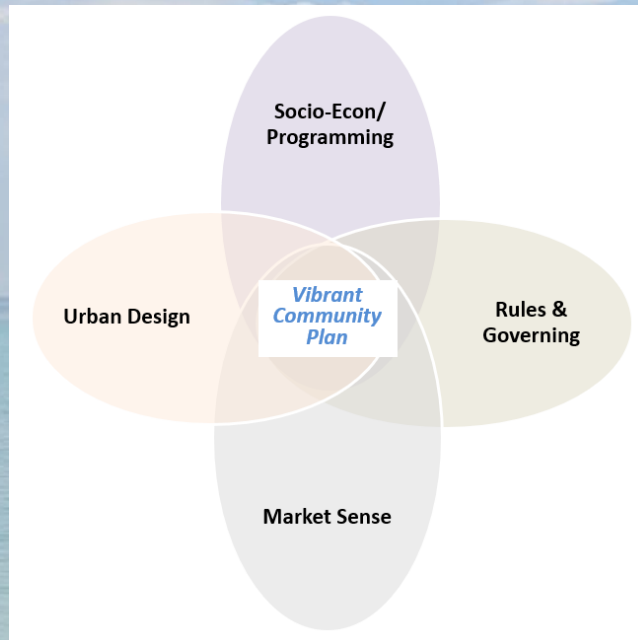 Socio-Econ/
Programming
Urban Design
Vibrant
Community
Plan
Rules &
Governing
Market Sense